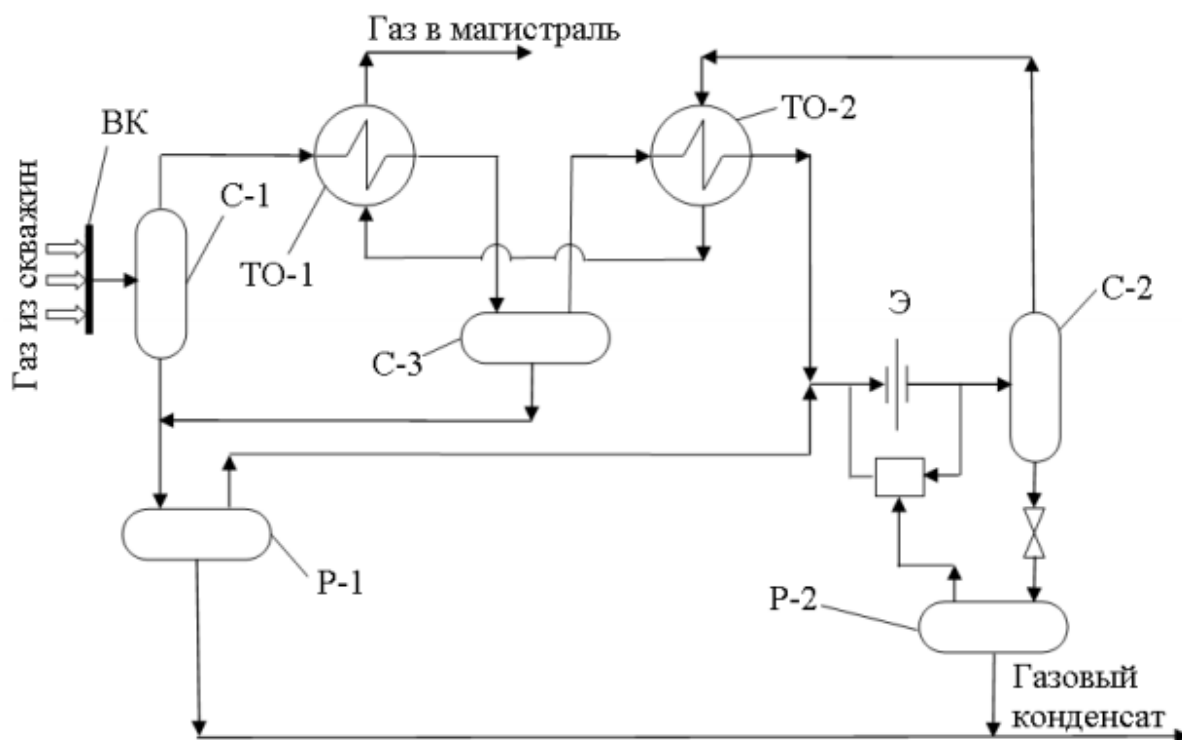 Газ в магистраль
ВК
ТО-2
С-1
Газ из скважин
ТО-1
Э
С-2
С-3
Р-1
Р-2
Газовый
конденсат